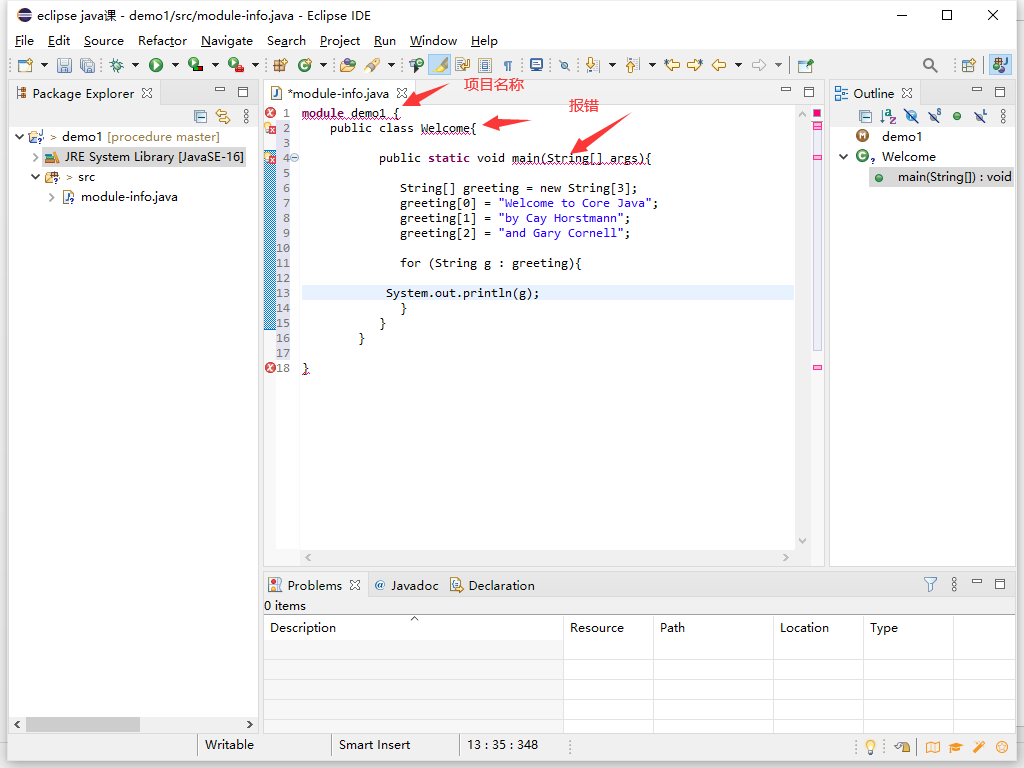 eclipse java课 - demo1/src/module-info.java - Eclipse IDE
File Edit Source Refactor Navigate Search Project Run Window Help
Package Explorer
demo1 [procedure master]
JRE System Library [JavaSE-16]
src
module-info.java
*module-info.java
项目名称
报错
1 module demo1 {
2 public class Welcome{
3
4 public static void main(String[] args){
5
6 String[] greeting = new String[3];
7 greeting[0] = "Welcome to Core Java";
8 greeting[1] = "by Cay Horstmann";
9 greeting[2] = "and Gary Cornell";
10
11 for (String g : greeting){
12
13 System.out.println(g);
14 }
15 }
16 }
17
18 }
Outline
demo1
Welcome
main(String[]) : void
Problems @ Javadoc Declaration
0 items
Description Resource Path Location Type
Writable Smart Insert 13 : 35 : 348